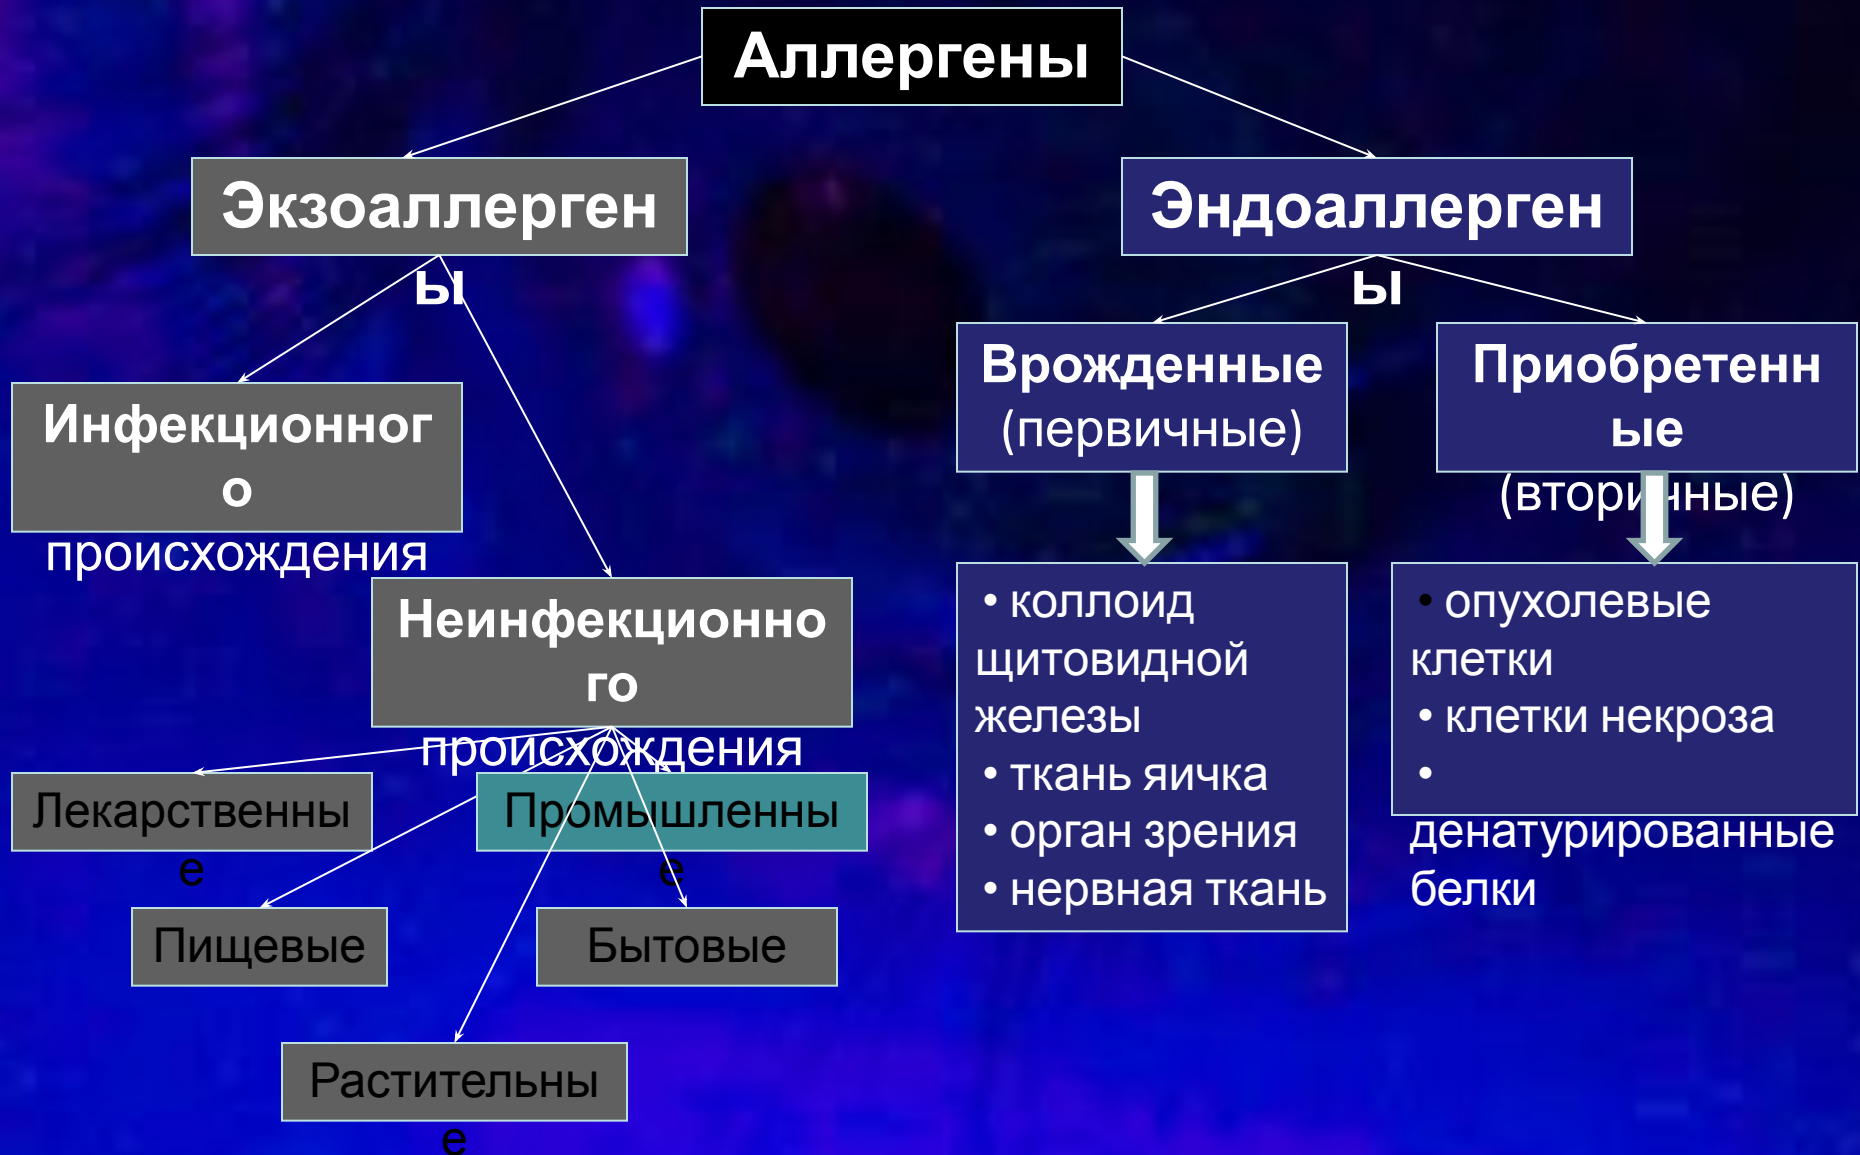 Аллергены
Экзоаллерген
ы
Эндоаллерген
ы
Инфекционног
о
происхождения
Неинфекционно
го
происхождения
Лекарственны
е
Промышленны
е
Пищевые
Бытовые
Растительны
е
Врожденные
(первичные)
Приобретенн
ые
(вторичные)
• коллоид
щитовидной
железы
• ткань яичка
• орган зрения
• нервная ткань
• опухолевые
клетки
• клетки некроза
•
денатурированные
белки